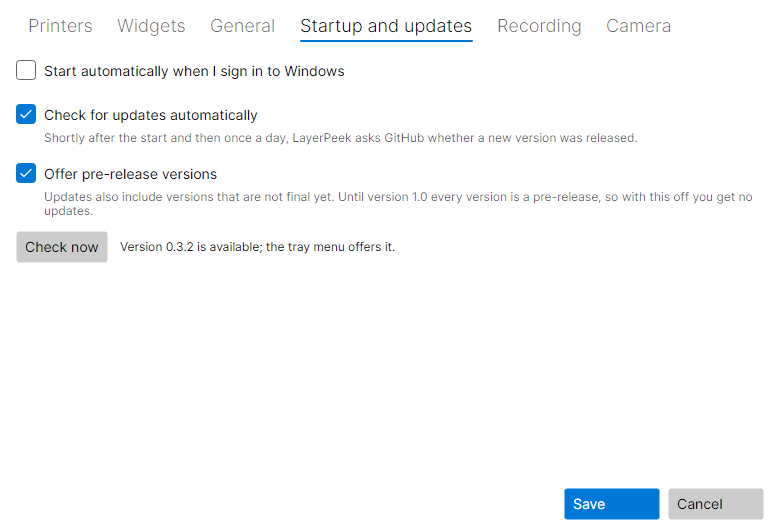 Printers Widgets General Startup and updates Recording Camera
Start automatically when I sign in to Windows
Check for updates automatically
Shortly after the start and then once a day, LayerPeek asks GitHub whether a new version was released.
Offer pre-release versions
Updates also include versions that are not final yet. Until version 1.0 every version is a pre-release, so with this off you get no
updates.
Check now Version 0.3.2 is available; the tray menu offers it.
Save Cancel